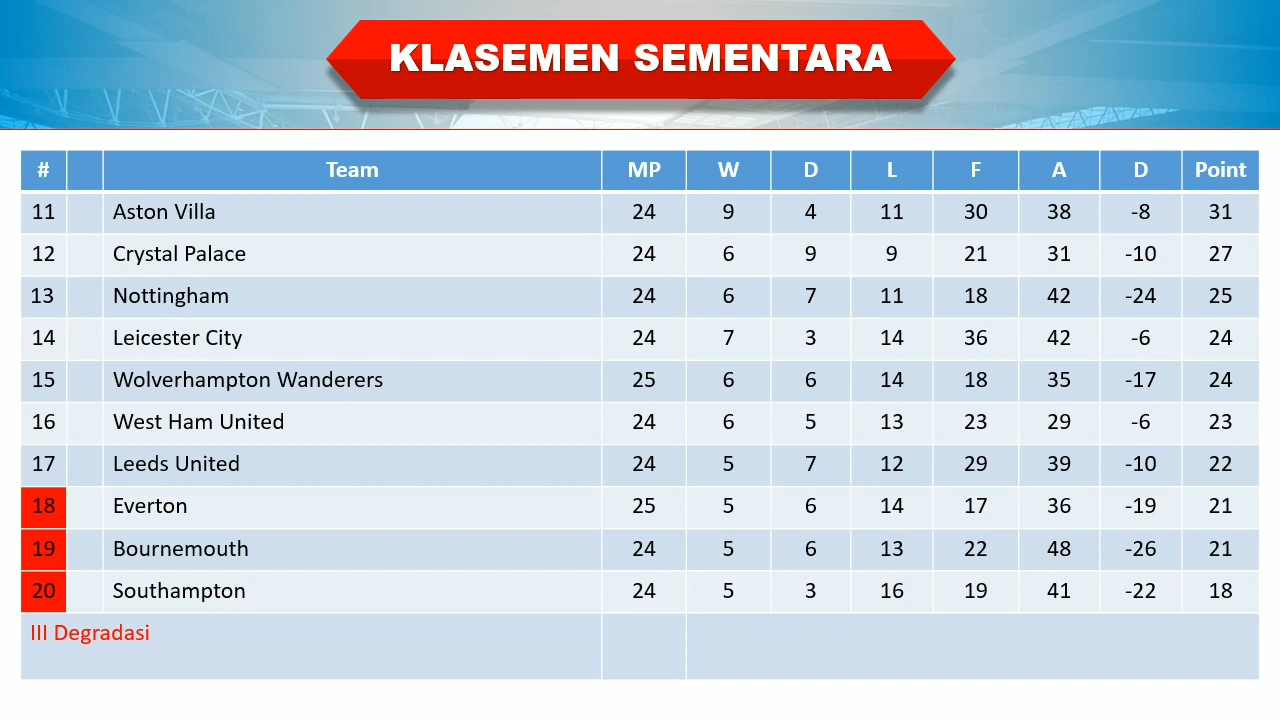 KLASEMEN SEMENTARA
# Team MP W D L F A D Point
11 Aston Villa 24 9 4 11 30 38 -8 31
12 Crystal Palace 24 6 9 9 21 31 -10 27
13 Nottingham 24 6 7 11 18 42 -24 25
14 Leicester City 24 7 3 14 36 42 -6 24
15 Wolverhampton Wanderers 25 6 6 14 18 35 -17 24
16 West Ham United 24 6 5 13 23 29 -6 23
17 Leeds United 24 5 7 12 29 39 -10 22
18 Everton 25 5 6 14 17 36 -19 21
19 Bournemouth 24 5 6 13 22 48 -26 21
20 Southampton 24 5 3 16 19 41 -22 18
III Degradasi